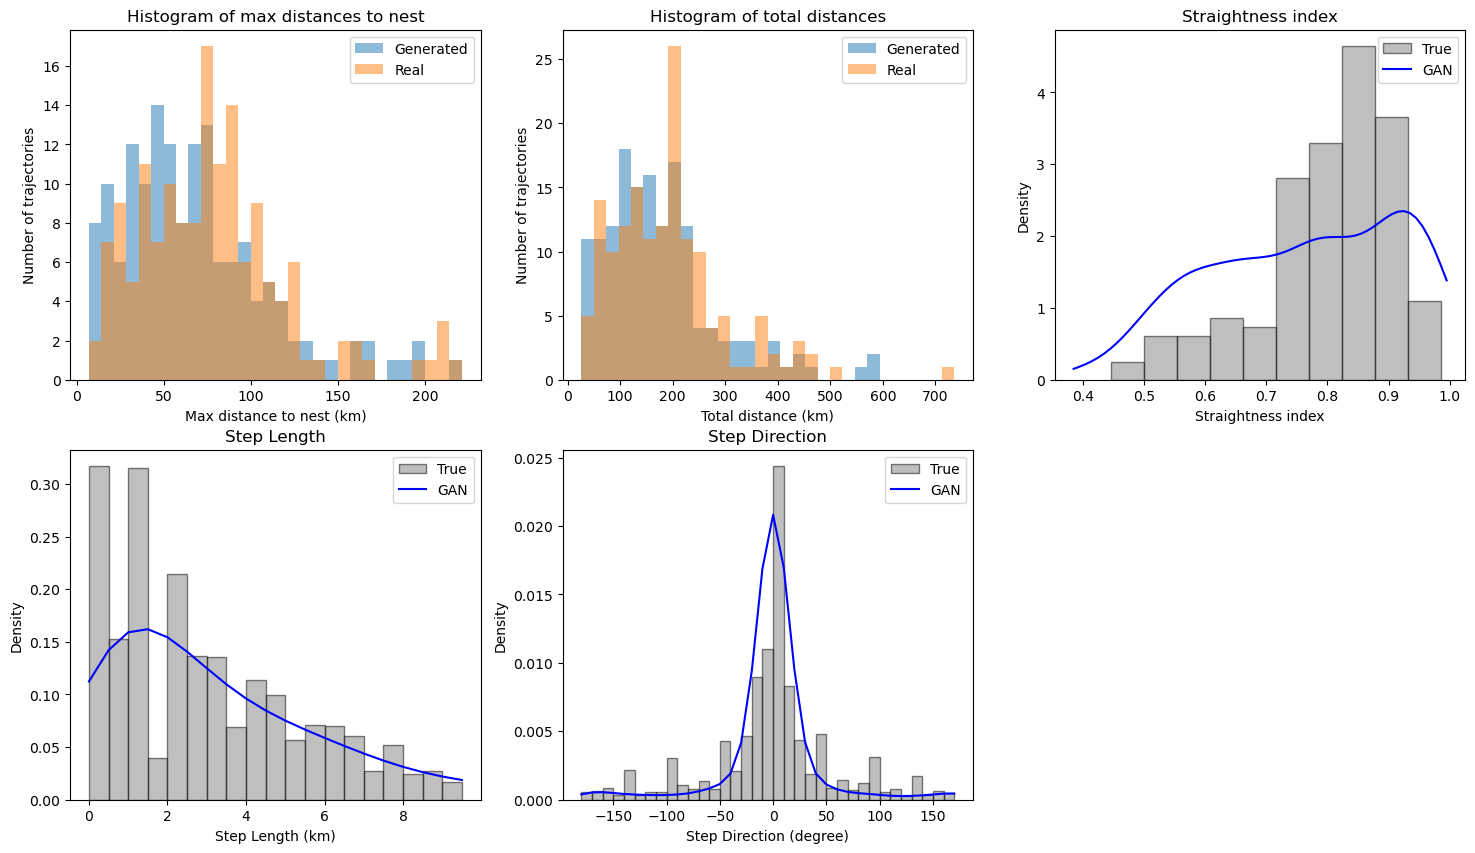 Histogram of max distances to nest
Generated
Real
Number of trajectories
16
14
12
10
8
6
4
2
0
0 50 100 150 200
Max distance to nest (km)
Histogram of total distances
Generated
Real
Number of trajectories
25
20
15
10
5
0
0 100 200 300 400 500 600 700
Total distance (km)
Straightness index
True
GAN
Density
4
3
2
1
0
0.4 0.5 0.6 0.7 0.8 0.9 1.0
Straightness index
Step Length
True
GAN
Density
0.30
0.25
0.20
0.15
0.10
0.05
0.00
0 2 4 6 8
Step Length (km)
Step Direction
True
GAN
Density
0.025
0.020
0.015
0.010
0.005
0.000
−150 −100 −50 0 50 100 150
Step Direction (degree)